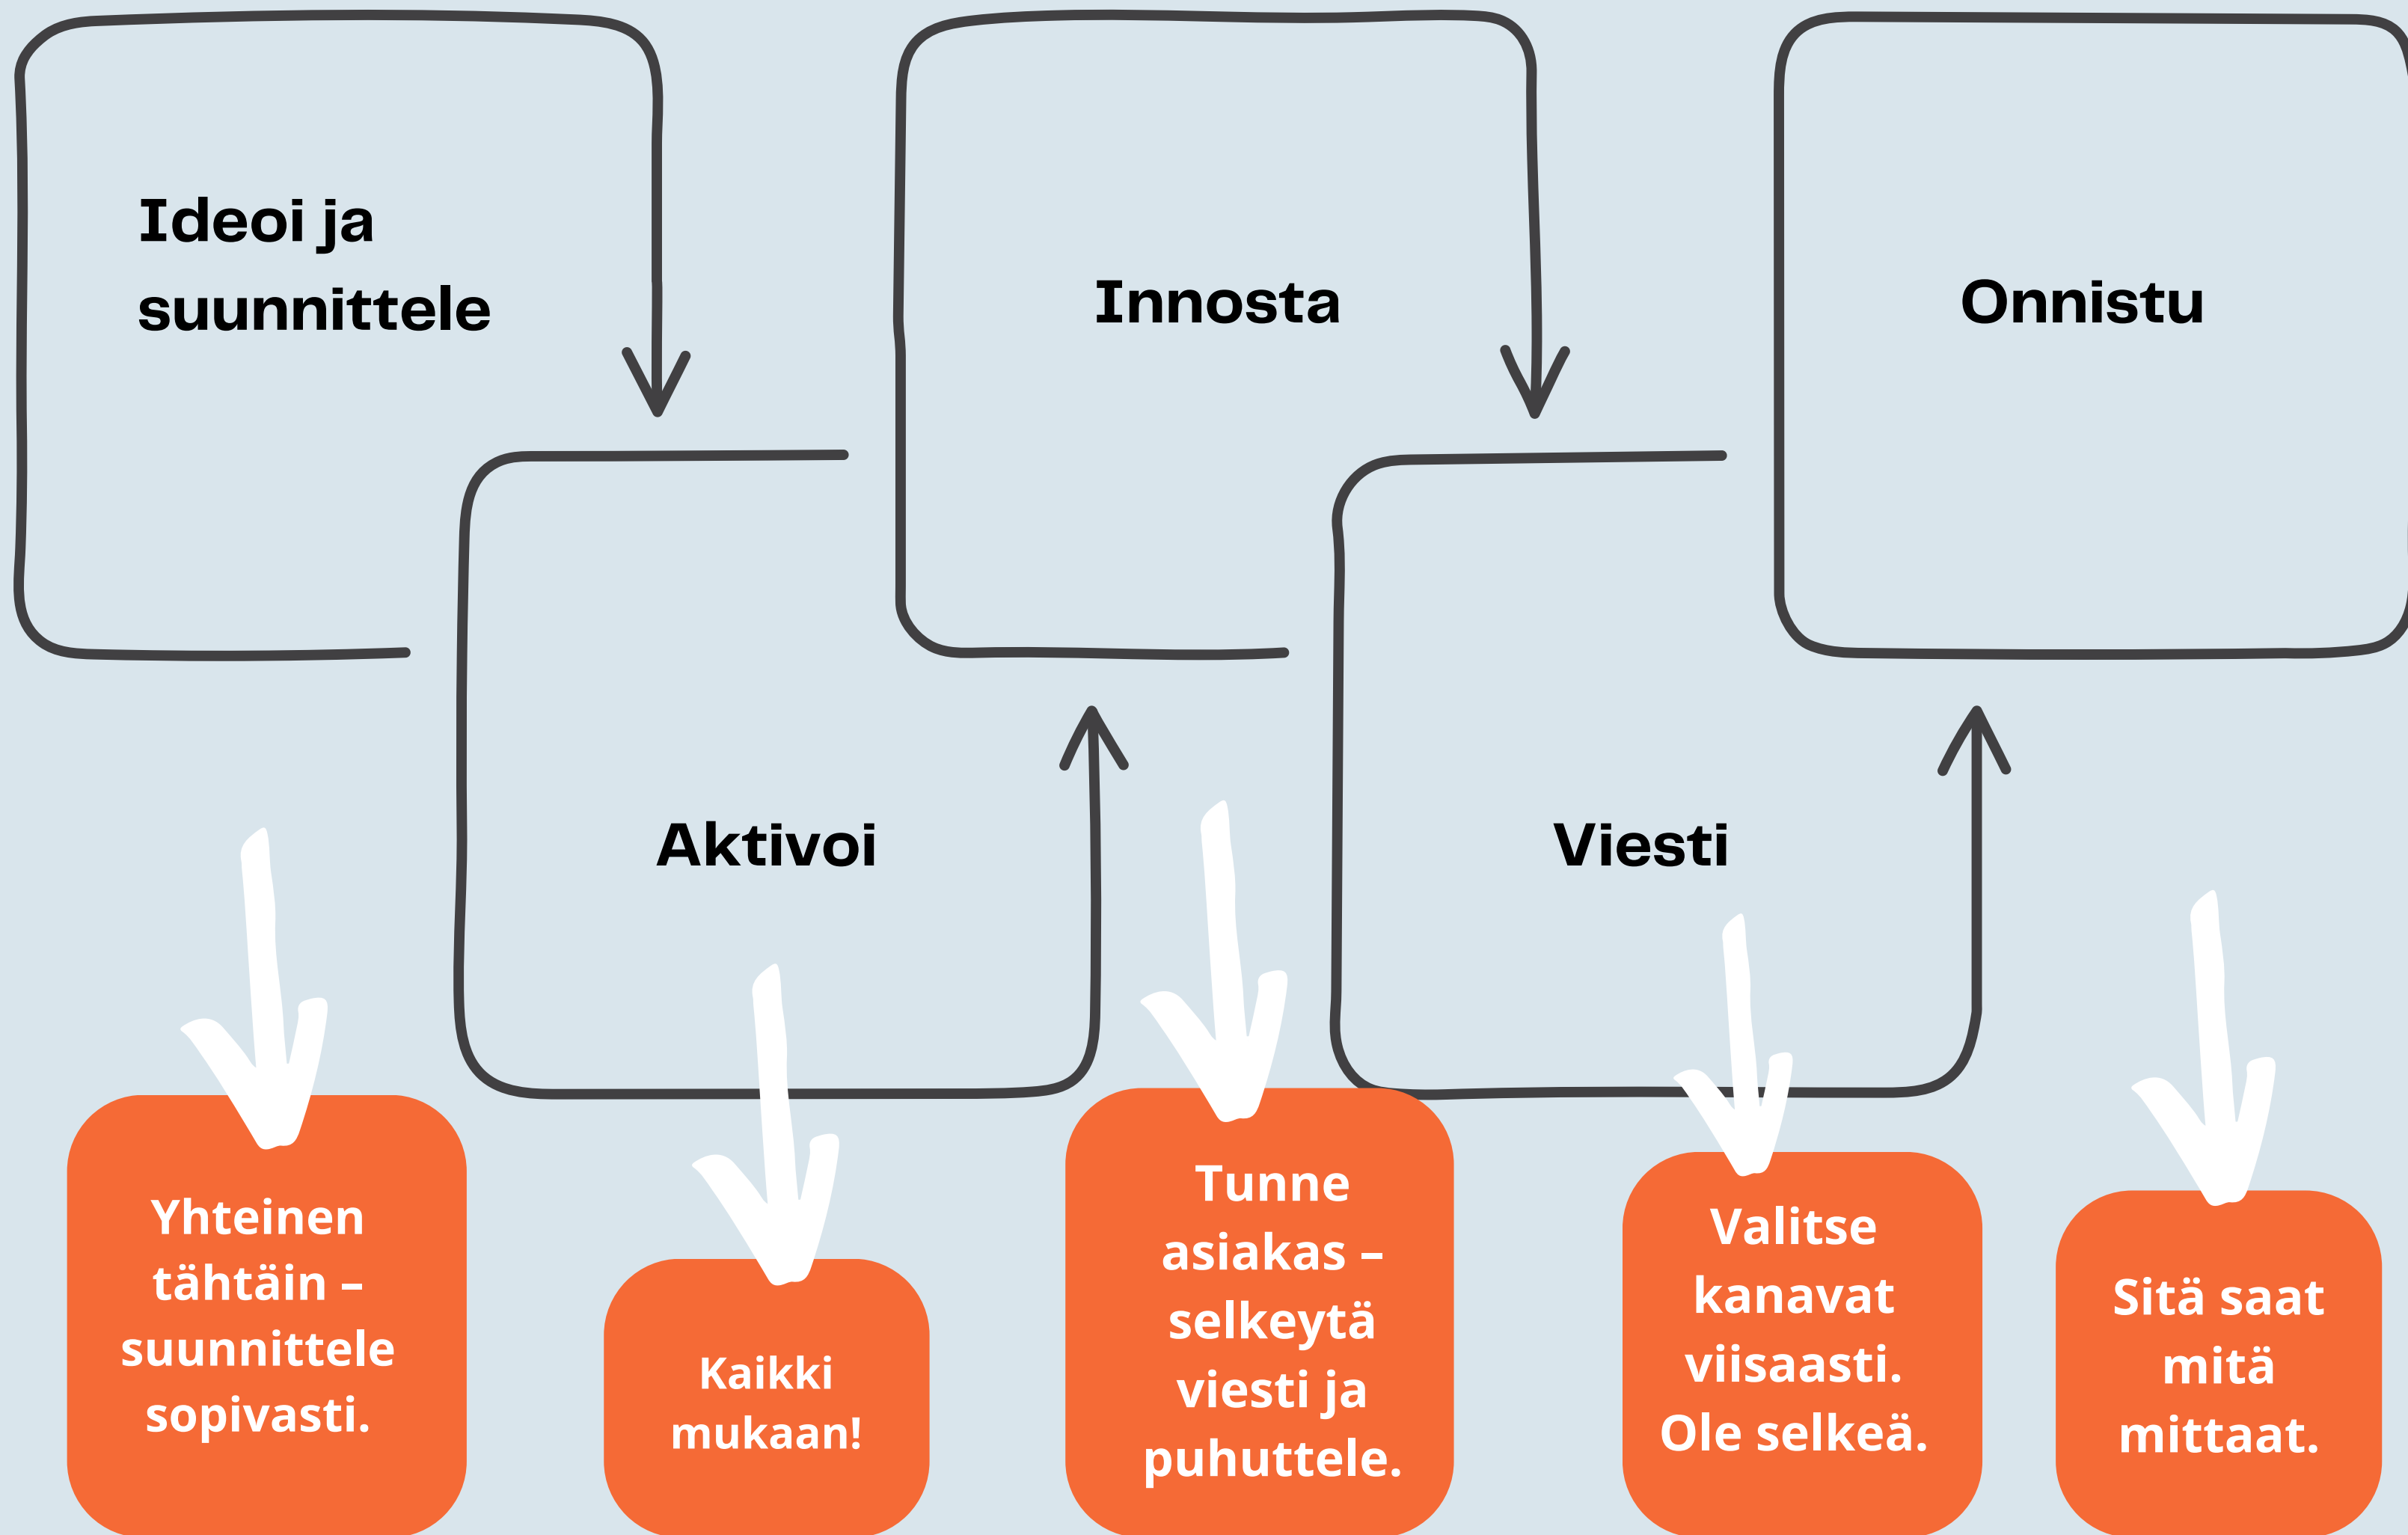 Ideoi ja
suunnittele
Innosta
Onnistu
Aktivoi
Viesti
Yhteinen
tähtäin –
suunnittele
sopivasti.
Kaikki
mukaan!
Tunne
asiakas –
selkeytä
viesti ja
puhuttele.
Valitse
kanavat
viisaasti.
Ole selkeä.
Sitä saat
mitä
mittaat.